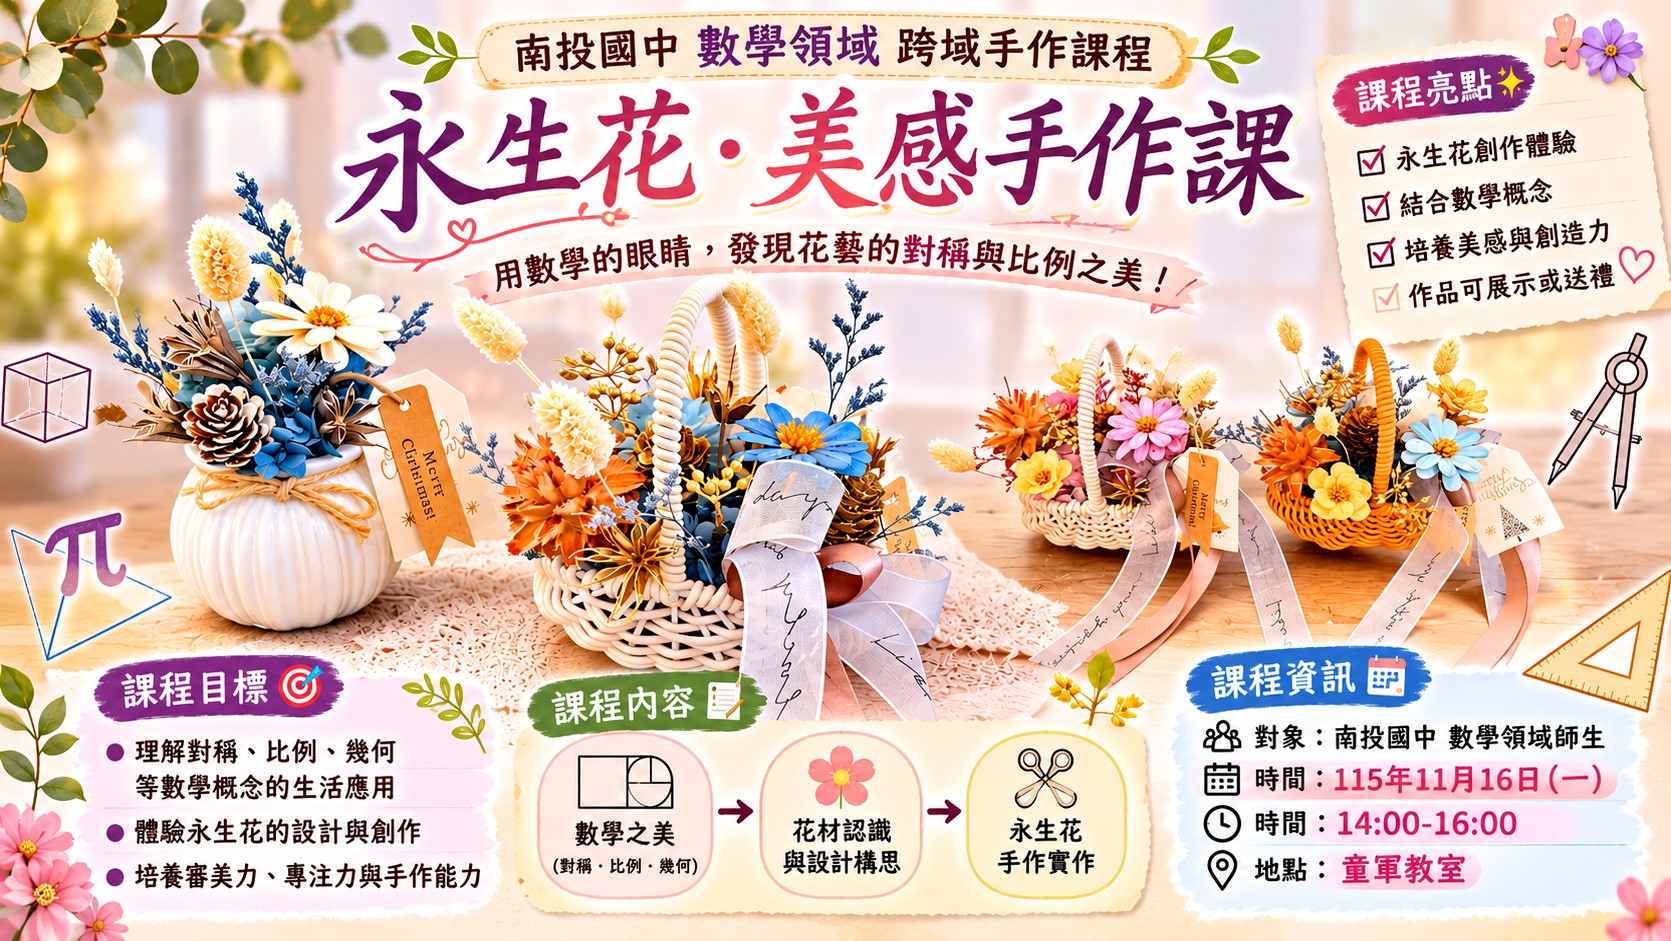 南投國中 數學領域 跨域手作課程
永生花·美感手作課
用數學的眼睛，發現花藝的對稱與比例之美！
課程亮點
永生花創作體驗
結合數學概念
培養美感與創造力
作品可展示或送禮
Merry
Christmas!
days
π
課程目標
理解對稱、比例、幾何
等數學概念的生活應用
體驗永生花的設計與創作
培養審美力、專注力與手作能力
課程內容
數學之美
(對稱·比例·幾何)
花材認識
與設計構思
永生花
手作實作
課程資訊
對象：南投國中 數學領域師生
時間：115年11月16日(一)
時間：14:00-16:00
地點：童軍教室